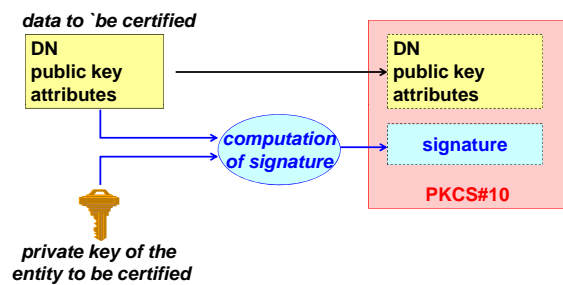 data to `be certified
DN
public key
attributes
DN
public key
attributes
computation
of signature
signature
PKCS#10
private key of the
entity to be certified